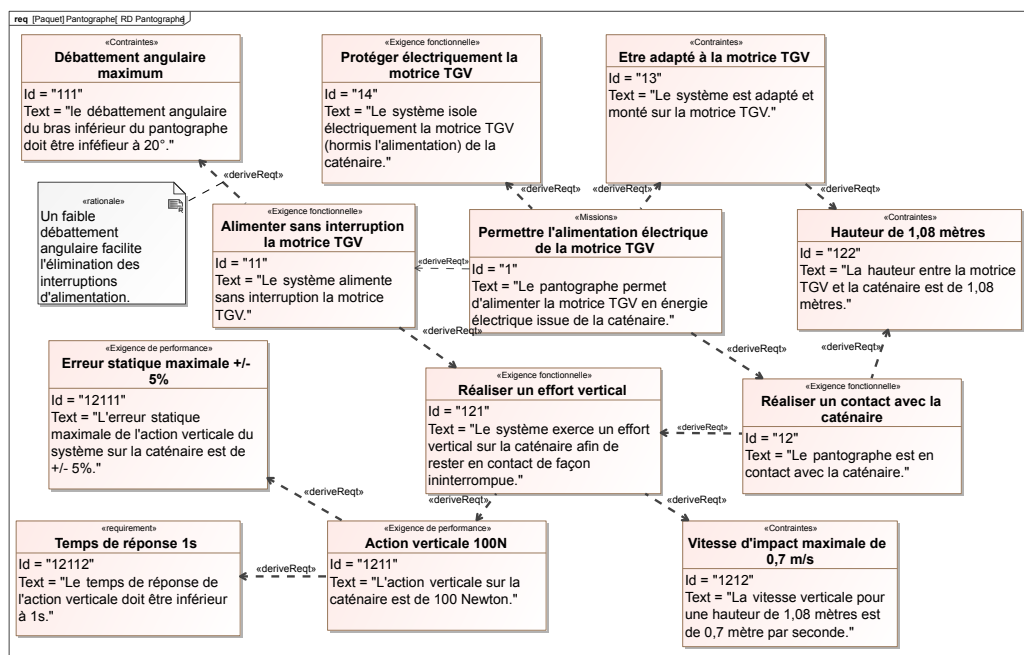 req [Paquet] Pantographe[ RD Pantographe]
«Contraintes»
Débattement angulaire
maximum
Id = "111"
Text = "le débattement angulaire
du bras inférieur du pantographe
doit être inféfieur à 20°."
«Exigence fonctionnelle»
Protéger électriquement la
motrice TGV
Id = "14"
Text = "Le système isole
électriquement la motrice TGV
(hormis l'alimentation) de la
caténaire."
«Contraintes»
Etre adapté à la motrice TGV
Id = "13"
Text = "Le système est adapté et
monté sur la motrice TGV."
«deriveReqt»
«deriveReqt»
«deriveReqt»
«deriveReqt»
«rationale»
Un faible
débattement
angulaire facilite
l'élimination des
interruptions
d'alimentation.
«Exigence fonctionnelle»
Alimenter sans interruption
la motrice TGV
Id = "11"
Text = "Le système alimente
sans interruption la motrice
TGV."
«deriveReqt»
«Missions»
Permettre l'alimentation électrique
de la motrice TGV
Id = "1"
Text = "Le pantographe permet
d'alimenter la motrice TGV en énergie
électrique issue de la caténaire."
«Contraintes»
Hauteur de 1,08 mètres
Id = "122"
Text = "La hauteur entre la motrice
TGV et la caténaire est de 1,08
mètres."
«deriveReqt»
«deriveReqt»
«deriveReqt»
«Exigence de performance»
Erreur statique maximale +/-
5%
Id = "12111"
Text = "L'erreur statique
maximale de l'action verticale du
système sur la caténaire est de
+/- 5%."
«Exigence fonctionnelle»
Réaliser un effort vertical
Id = "121"
Text = "Le système exerce un effort
vertical sur la caténaire afin de
rester en contact de façon
ininterrompue."
«deriveReqt»
«Exigence fonctionnelle»
Réaliser un contact avec la
caténaire
Id = "12"
Text = "Le pantographe est en
contact avec la caténaire."
«deriveReqt»
«deriveReqt»
«deriveReqt»
«requirement»
Temps de réponse 1s
Id = "12112"
Text = "Le temps de réponse de
l'action verticale doit être inférieur
à 1s."
«deriveReqt»
«Exigence de performance»
Action verticale 100N
Id = "1211"
Text = "L'action verticale sur la
caténaire est de 100 Newton."
«Contraintes»
Vitesse d'impact maximale de
0,7 m/s
Id = "1212"
Text = "La vitesse verticale pour
une hauteur de 1,08 mètres est
de 0,7 mètre par seconde."